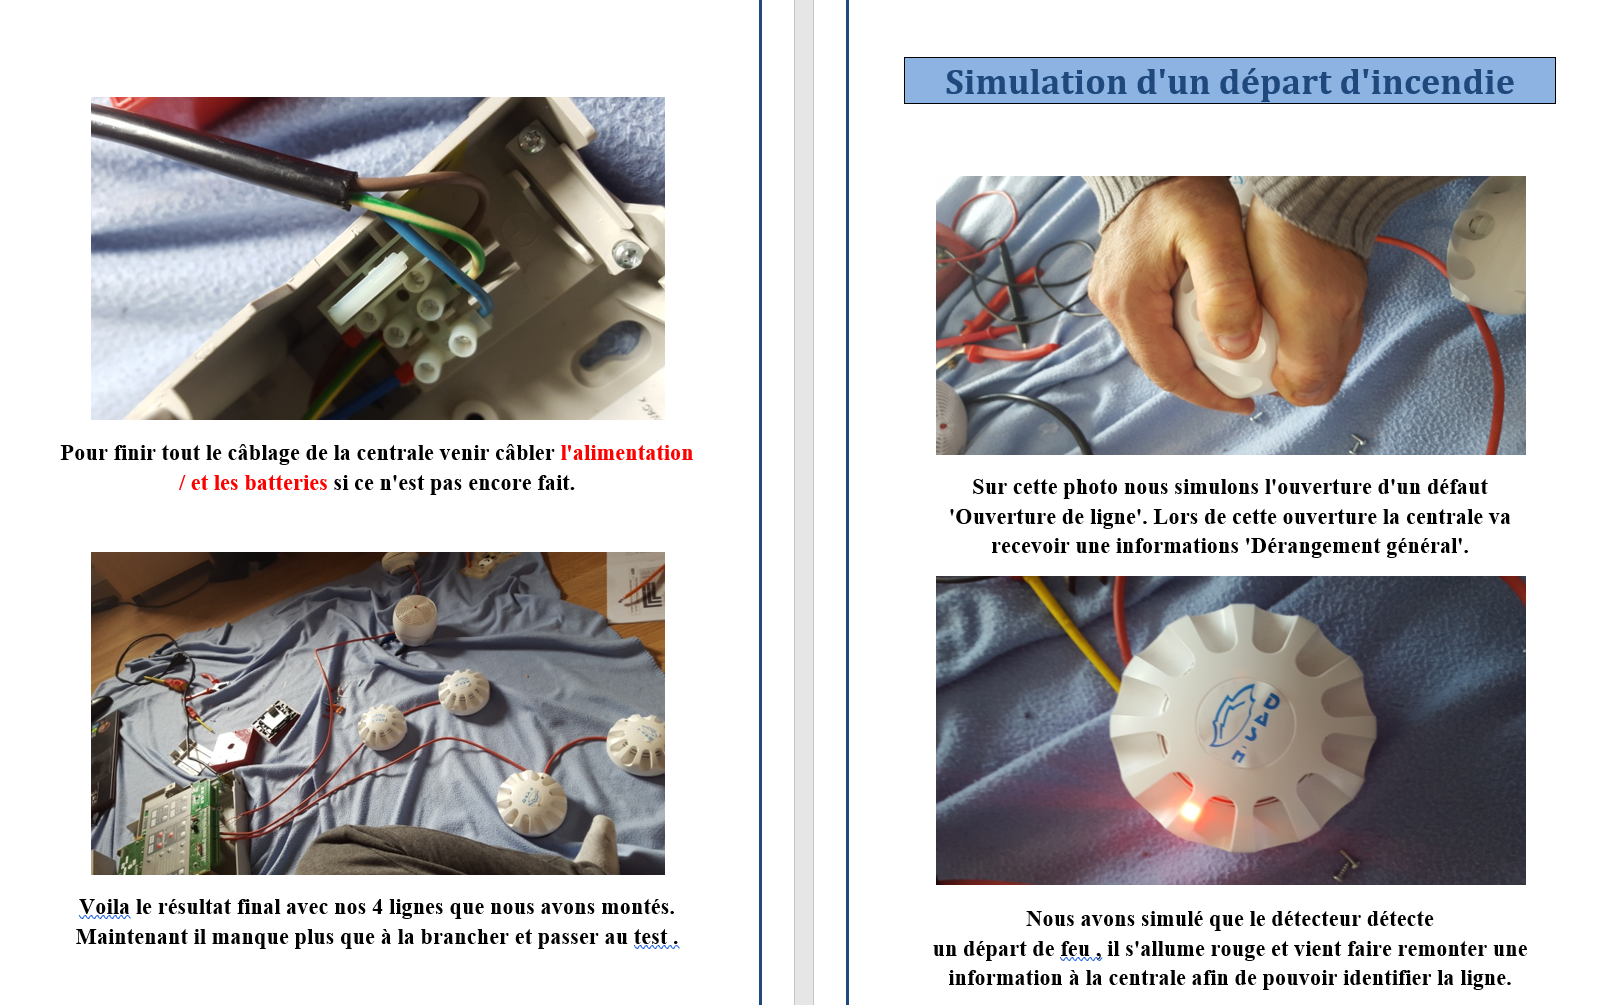 Pour finir tout le câblage de la centrale venir câbler l'alimentation
/ et les batteries si ce n'est pas encore fait.
Voila le résultat final avec nos 4 lignes que nous avons montés.
Maintenant il manque plus que à la brancher et passer au test .
Simulation d'un départ d'incendie
Sur cette photo nous simulons l'ouverture d'un défaut
'Ouverture de ligne'. Lors de cette ouverture la centrale va
recevoir une informations 'Dérangement général'.
Nous avons simulé que le détecteur détecte
un départ de feu , il s'allume rouge et vient faire remonter une
information à la centrale afin de pouvoir identifier la ligne.